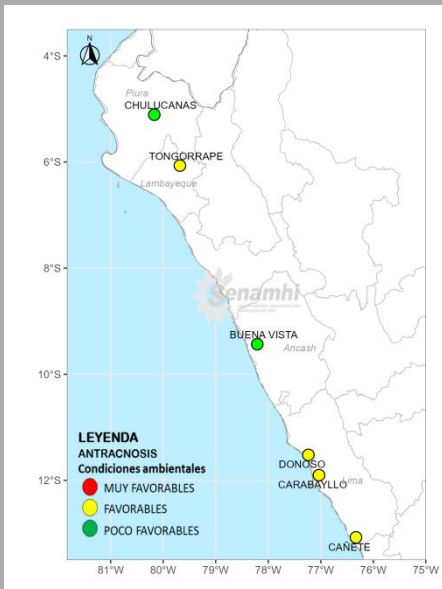 N
4°S
Piura
CHULUCANAS
TONGORRAPE
6°S
Lambayeque
8°S
Senamhi
BUENA VISTA
Ancash
10°S
LEYENDA
ANTRACNOSIS
Condiciones ambientales
MUY FAVORABLES
FAVORABLES
POCO FAVORABLES
DONOSO
Lima
CARABAYLLO
12°S
CAÑETE
81°W 80°W 79°W 78°W 77°W 76°W 75°W